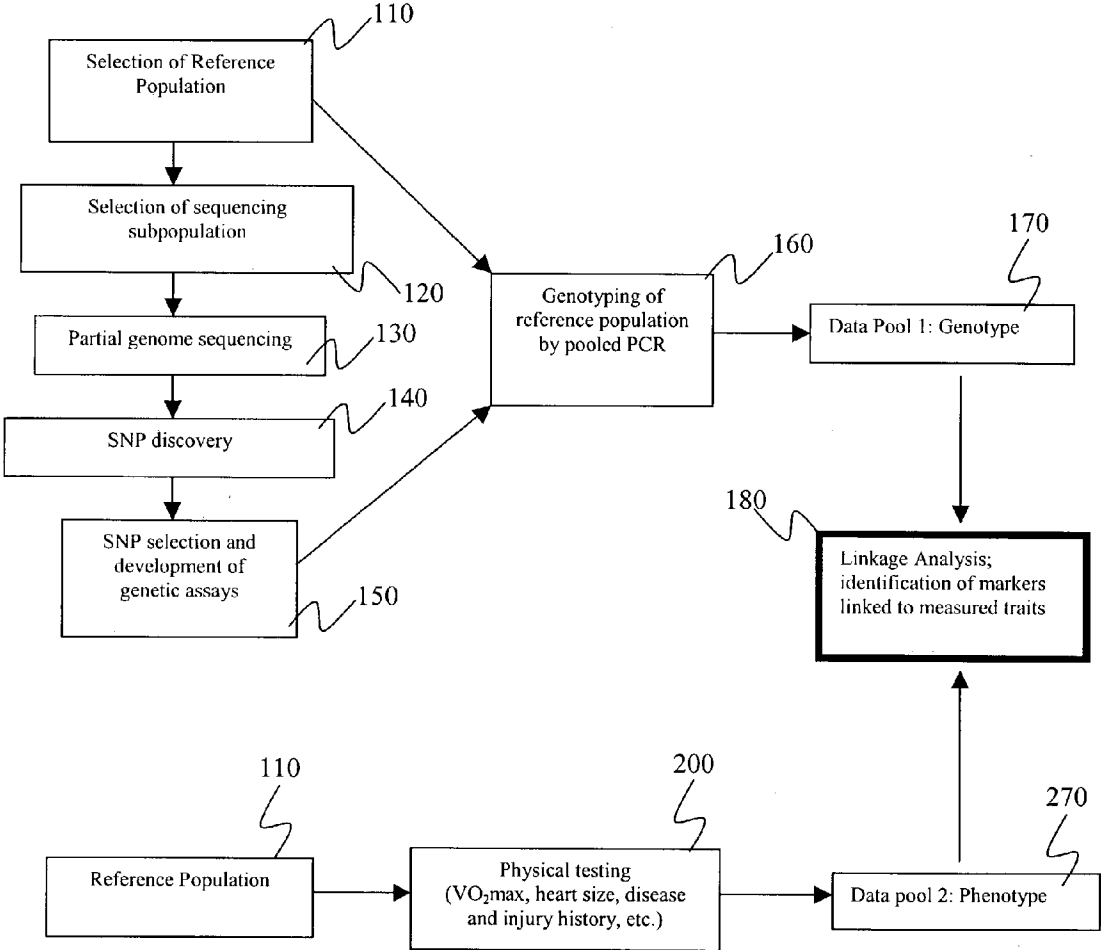 110
Selection of Reference
Population
Selection of sequencing
subpopulation
120
Partial genome sequencing
130
140
SNP discovery
SNP selection and
development of
genetic assays
150
160
Genotyping of
reference population
by pooled PCR
170
Data Pool 1: Genotype
180
Linkage Analysis;
identification of markers
linked to measured traits
110
Reference Population
200
Physical testing
(VO₂max, heart size, disease
and injury history, etc.)
270
Data pool 2: Phenotype